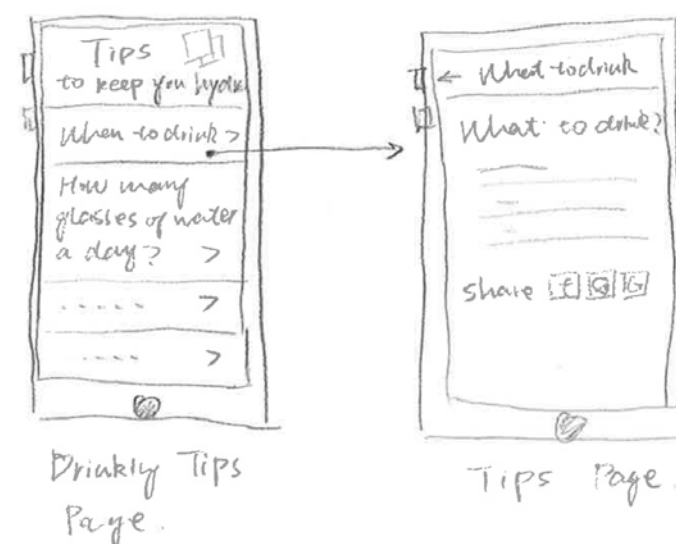 Tips
to keep you hydr
When to drink >
How many
glasses of water
a day? >
>
>
Drinkly Tips
Page.
← What to drink
What to drink?
share f G
Tips Page.